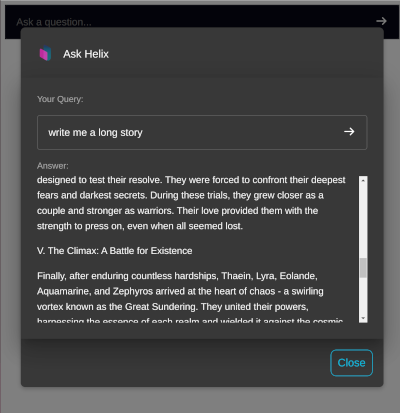 Ask a question...
Ask Helix
Your Query:
write me a long story
Answer:
designed to test their resolve. They were forced to confront their deepest
fears and darkest secrets. During these trials, they grew closer as a
couple and stronger as warriors. Their love provided them with the
strength to press on, even when all seemed lost.
V. The Climax: A Battle for Existence
Finally, after enduring countless hardships, Thaein, Lyra, Eolande,
Aquamarine, and Zephyros arrived at the heart of chaos - a swirling
vortex known as the Great Sundering. They united their powers,
harnessing the essence of each realm and wielded it against the cosmic
Close